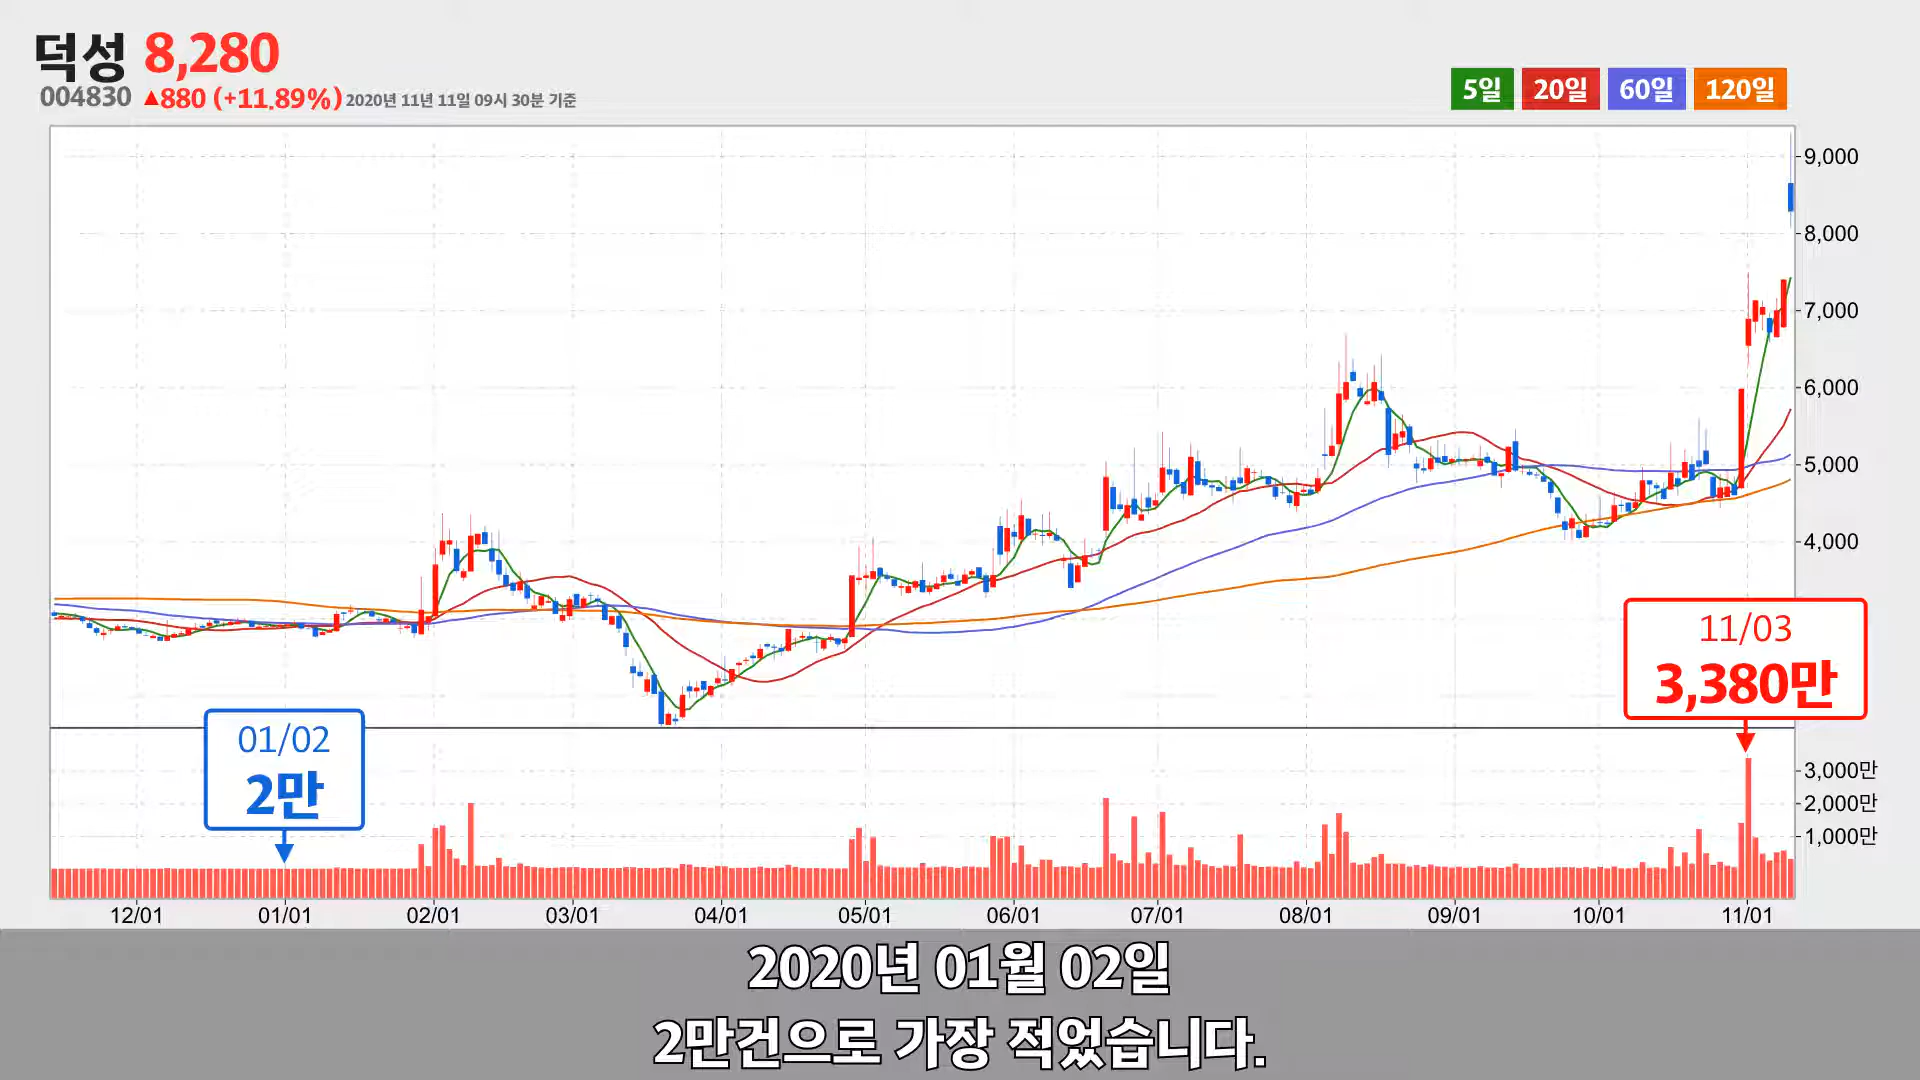 덕성 8,280
004830 ▲880 (+11.89%) 2020년 11년 11일 09시 30분 기준
5일 20일 60일 120일
9,000
8,000
7,000
6,000
5,000
4,000
11/03
3,380만
01/02
2만
3,000만
2,000만
1,000만
12/01 01/01 02/01 03/01 04/01 05/01 06/01 07/01 08/01 09/01 10/01 11/01
2020년 01월 02일
2만건으로 가장 적었습니다.